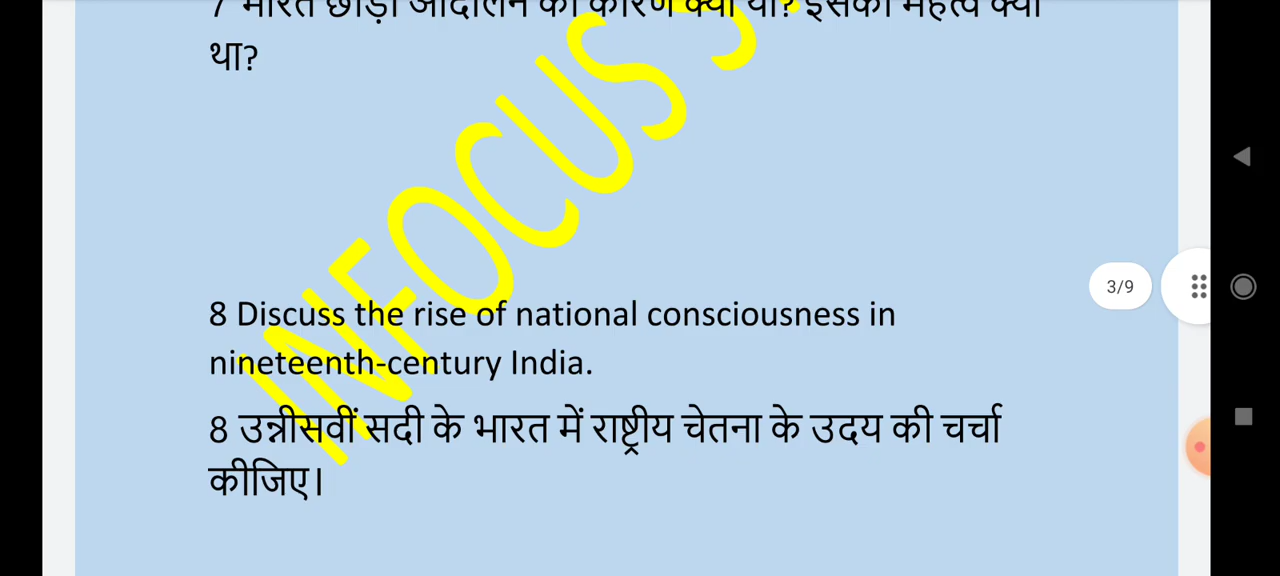 7 भारत छोड़ो आंदोलन का कारण क्या था? इसका महत्व क्या
था?
INFOCUS
3/9
8 Discuss the rise of national consciousness in
nineteenth-century India.
8 उन्नीसवीं सदी के भारत में राष्ट्रीय चेतना के उदय की चर्चा
कीजिए।